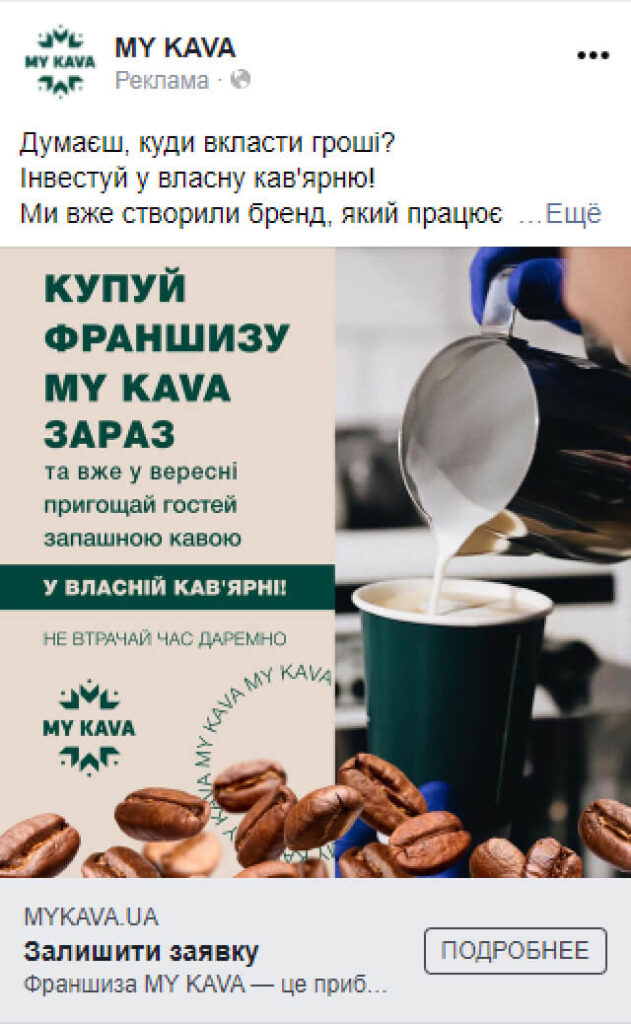 MY KAVA
MY KAVA
Реклама ·
Думаєш, куди вкласти гроші?
Інвестуй у власну кав'ярню!
Ми вже створили бренд, який працює ...Ещё
КУПУЙ
ФРАНШИЗУ
MY KAVA
ЗАРАЗ
та вже у вересні
пригощай гостей
запашною кавою
У ВЛАСНІЙ КАВ'ЯРНІ!
НЕ ВТРАЧАЙ ЧАС ДАРЕМНО
MY KAVA
MY KAVA MY KAVA MY KAVA
MYKAVA.UA
Залишити заявку
Франшиза MY KAVA — це приб...
ПОДРОБНЕЕ